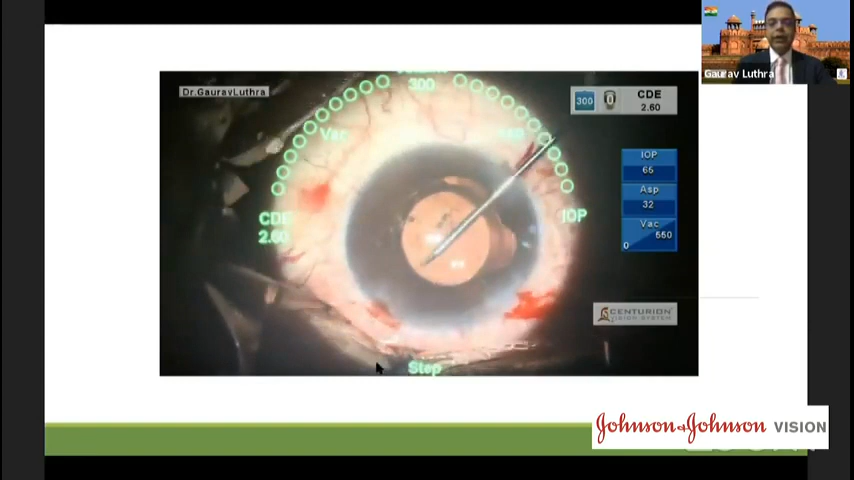 Gaurav Luthra
Dr.GauravLuthra
300
300
CDE
2.60
Vac
CDE
2.60
IOP
IOP
65
Asp
32
Vac
0
550
CENTURION
VISION SYSTEM
Step
Johnson & Johnson VISION